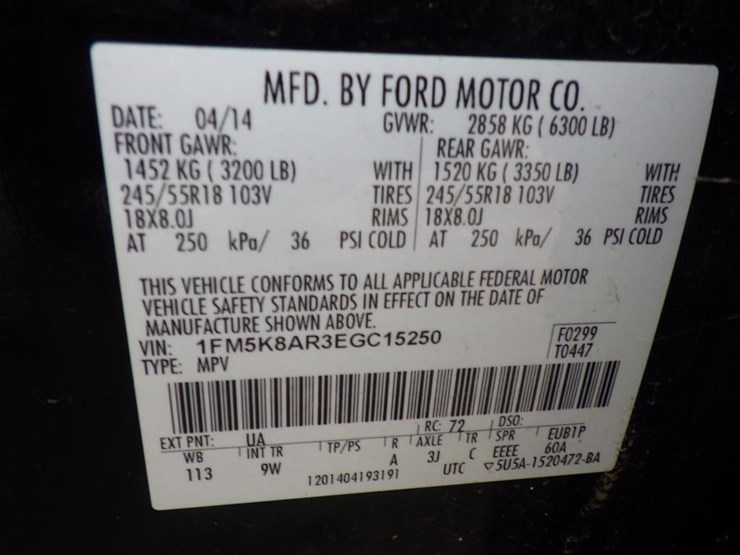 MFD. BY FORD MOTOR CO.
DATE: 04/14 GVWR: 2858 KG ( 6300 LB)
FRONT GAWR: REAR GAWR:
1452 KG ( 3200 LB) WITH 1520 KG ( 3350 LB) WITH
245/55R18 103V TIRES 245/55R18 103V TIRES
18X8.0J RIMS 18X8.0J RIMS
AT 250 kPa/ 36 PSI COLD AT 250 kPa/ 36 PSI COLD
THIS VEHICLE CONFORMS TO ALL APPLICABLE FEDERAL MOTOR
VEHICLE SAFETY STANDARDS IN EFFECT ON THE DATE OF
MANUFACTURE SHOWN ABOVE.
VIN: 1FM5K8AR3EGC15250 F0299
TYPE: MPV T0447
EXT PNT: UA RC: 72 DSO:
WB INT TR TP/PS R AXLE TR SPR EUB1P
113 9W A 3J C EEEE 60A
1201404193191 UTC ▽5U5A-1520472-BA